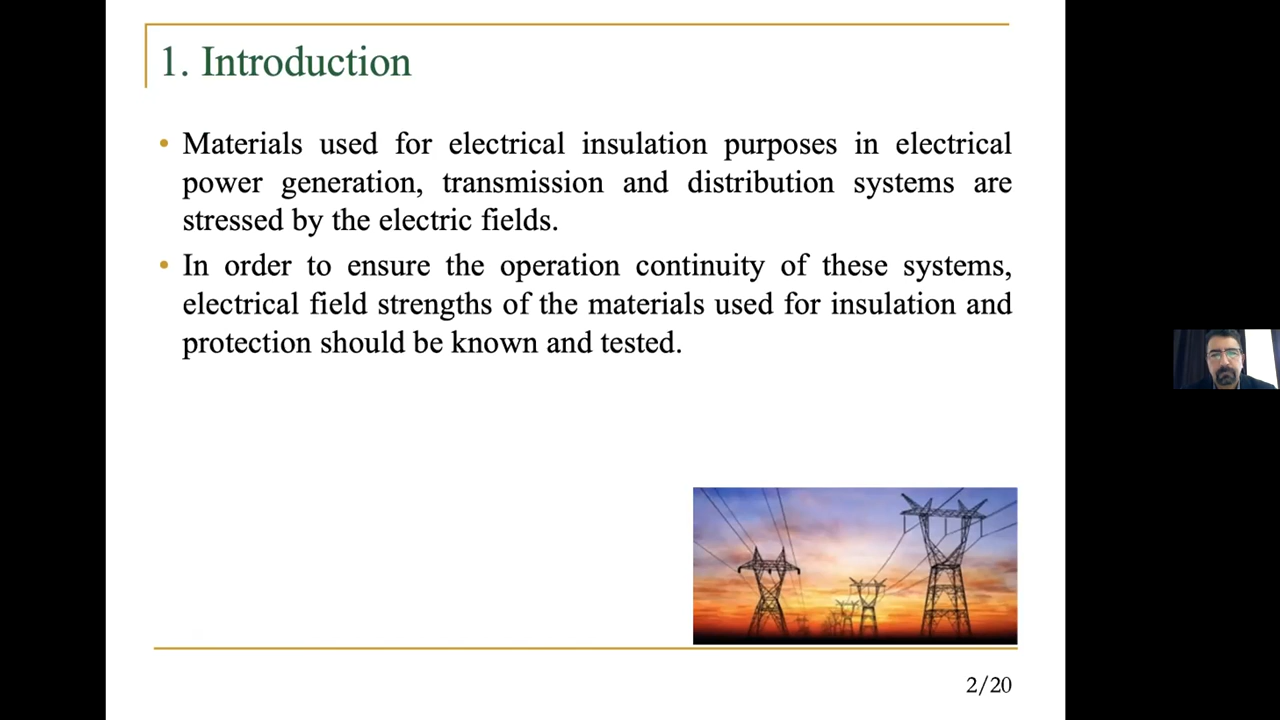 1. Introduction
• Materials used for electrical insulation purposes in electrical
power generation, transmission and distribution systems are
stressed by the electric fields.
• In order to ensure the operation continuity of these systems,
electrical field strengths of the materials used for insulation and
protection should be known and tested.
2/20